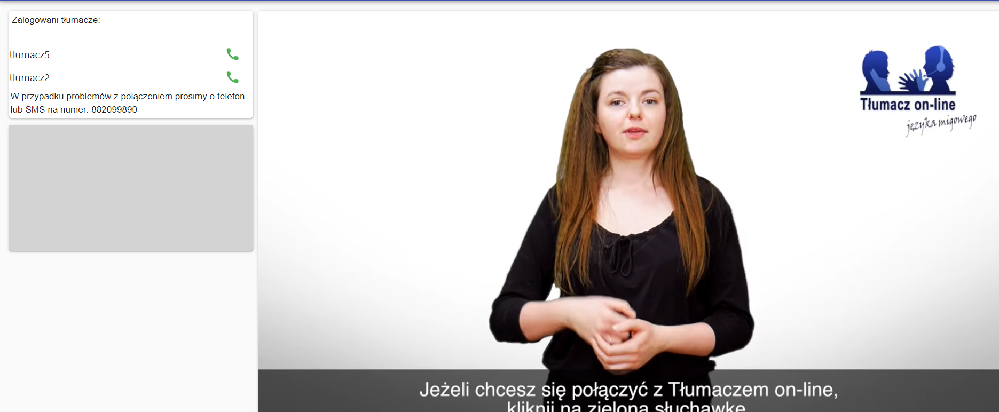 Zalogowani tłumacze:
tlumacz5
tlumacz2
W przypadku problemów z połączeniem prosimy o telefon
lub SMS na numer: 882099890
Tłumacz on-line
języka migowego
Jeżeli chcesz się połączyć z Tłumaczem on-line,
kliknij na zieloną słuchawkę